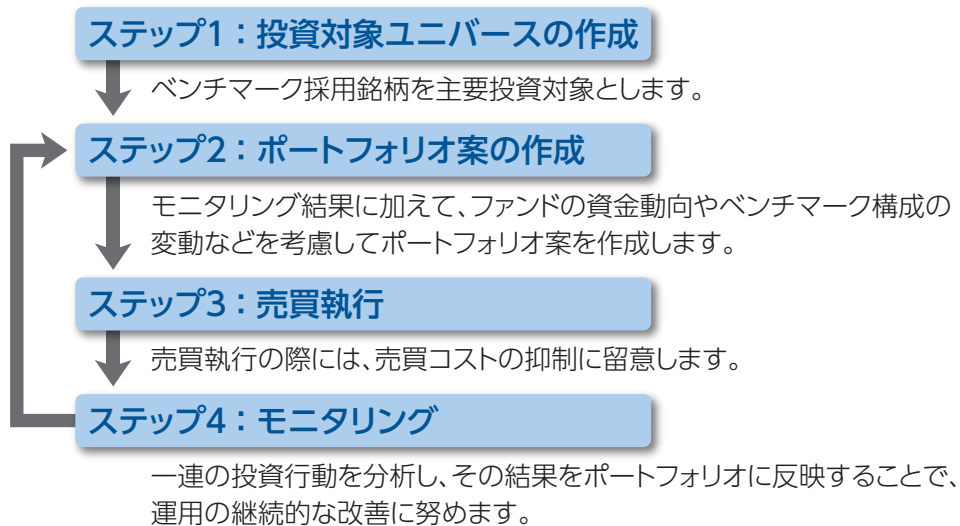 ステップ1：投資対象ユニバースの作成
ベンチマーク採用銘柄を主要投資対象とします。
ステップ2：ポートフォリオ案の作成
モニタリング結果に加えて、ファンドの資金動向やベンチマーク構成の
変動などを考慮してポートフォリオ案を作成します。
ステップ3：売買執行
売買執行の際には、売買コストの抑制に留意します。
ステップ4：モニタリング
一連の投資行動を分析し、その結果をポートフォリオに反映することで、
運用の継続的な改善に努めます。